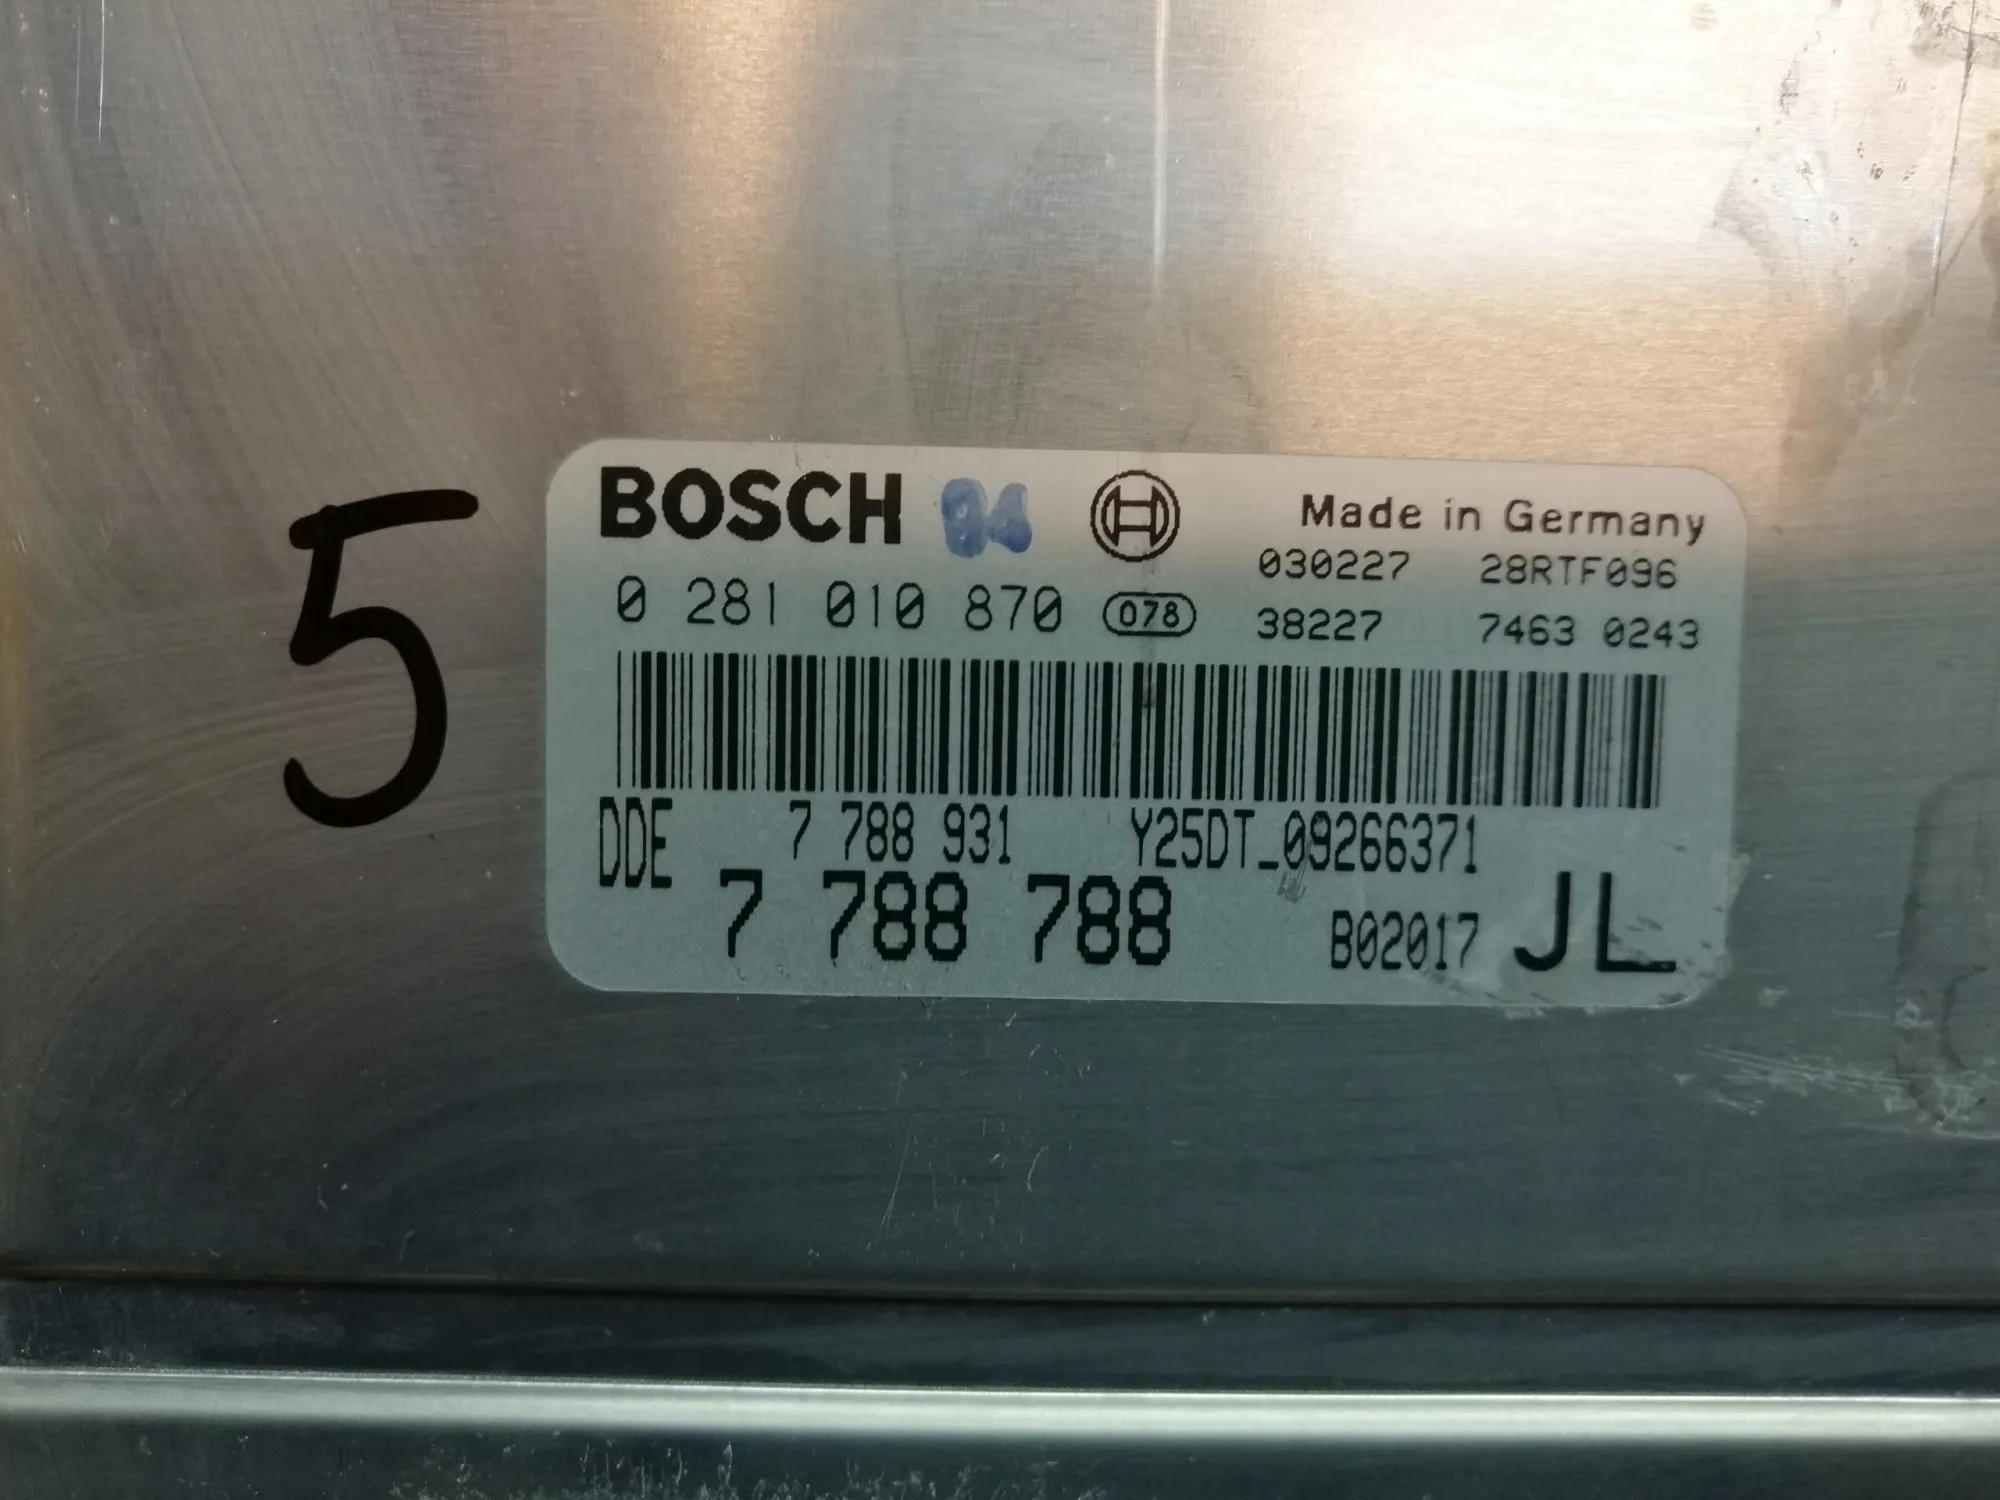 5
BOSCH 04
Made in Germany
030227 28RTF096
0 281 010 870 078 38227 7463 0243
DDE 7 788 931 Y25DT_09266371
7 788 788 B02017 JL